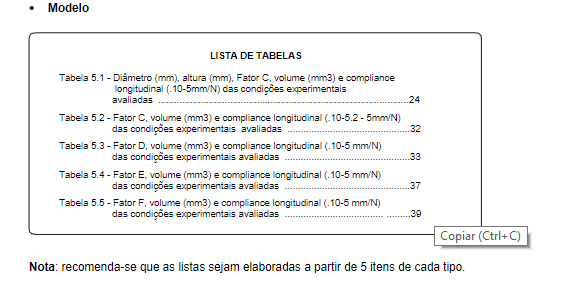 • Modelo
LISTA DE TABELAS
Tabela 5.1 - Diâmetro (mm), altura (mm), Fator C, volume (mm3) e compliance
longitudinal (.10-5mm/N) das condições experimentais
avaliadas ........................................................................................24
Tabela 5.2 - Fator C, volume (mm3) e compliance longitudinal (.10-5.2 - 5mm/N)
das condições experimentais avaliadas ...........................................32
Tabela 5.3 - Fator D, volume (mm3) e compliance longitudinal (.10-5 mm/N)
das condições experimentais avaliadas ............................................33
Tabela 5.4 - Fator E, volume (mm3) e compliance longitudinal (.10-5 mm/N)
das condições experimentais avaliadas ............................................37
Tabela 5.5 - Fator F, volume (mm3) e compliance longitudinal (.10-5 mm/N)
das condições experimentais avaliadas ................................... ........39
Copiar (Ctrl+C)
Nota: recomenda-se que as listas sejam elaboradas a partir de 5 itens de cada tipo.